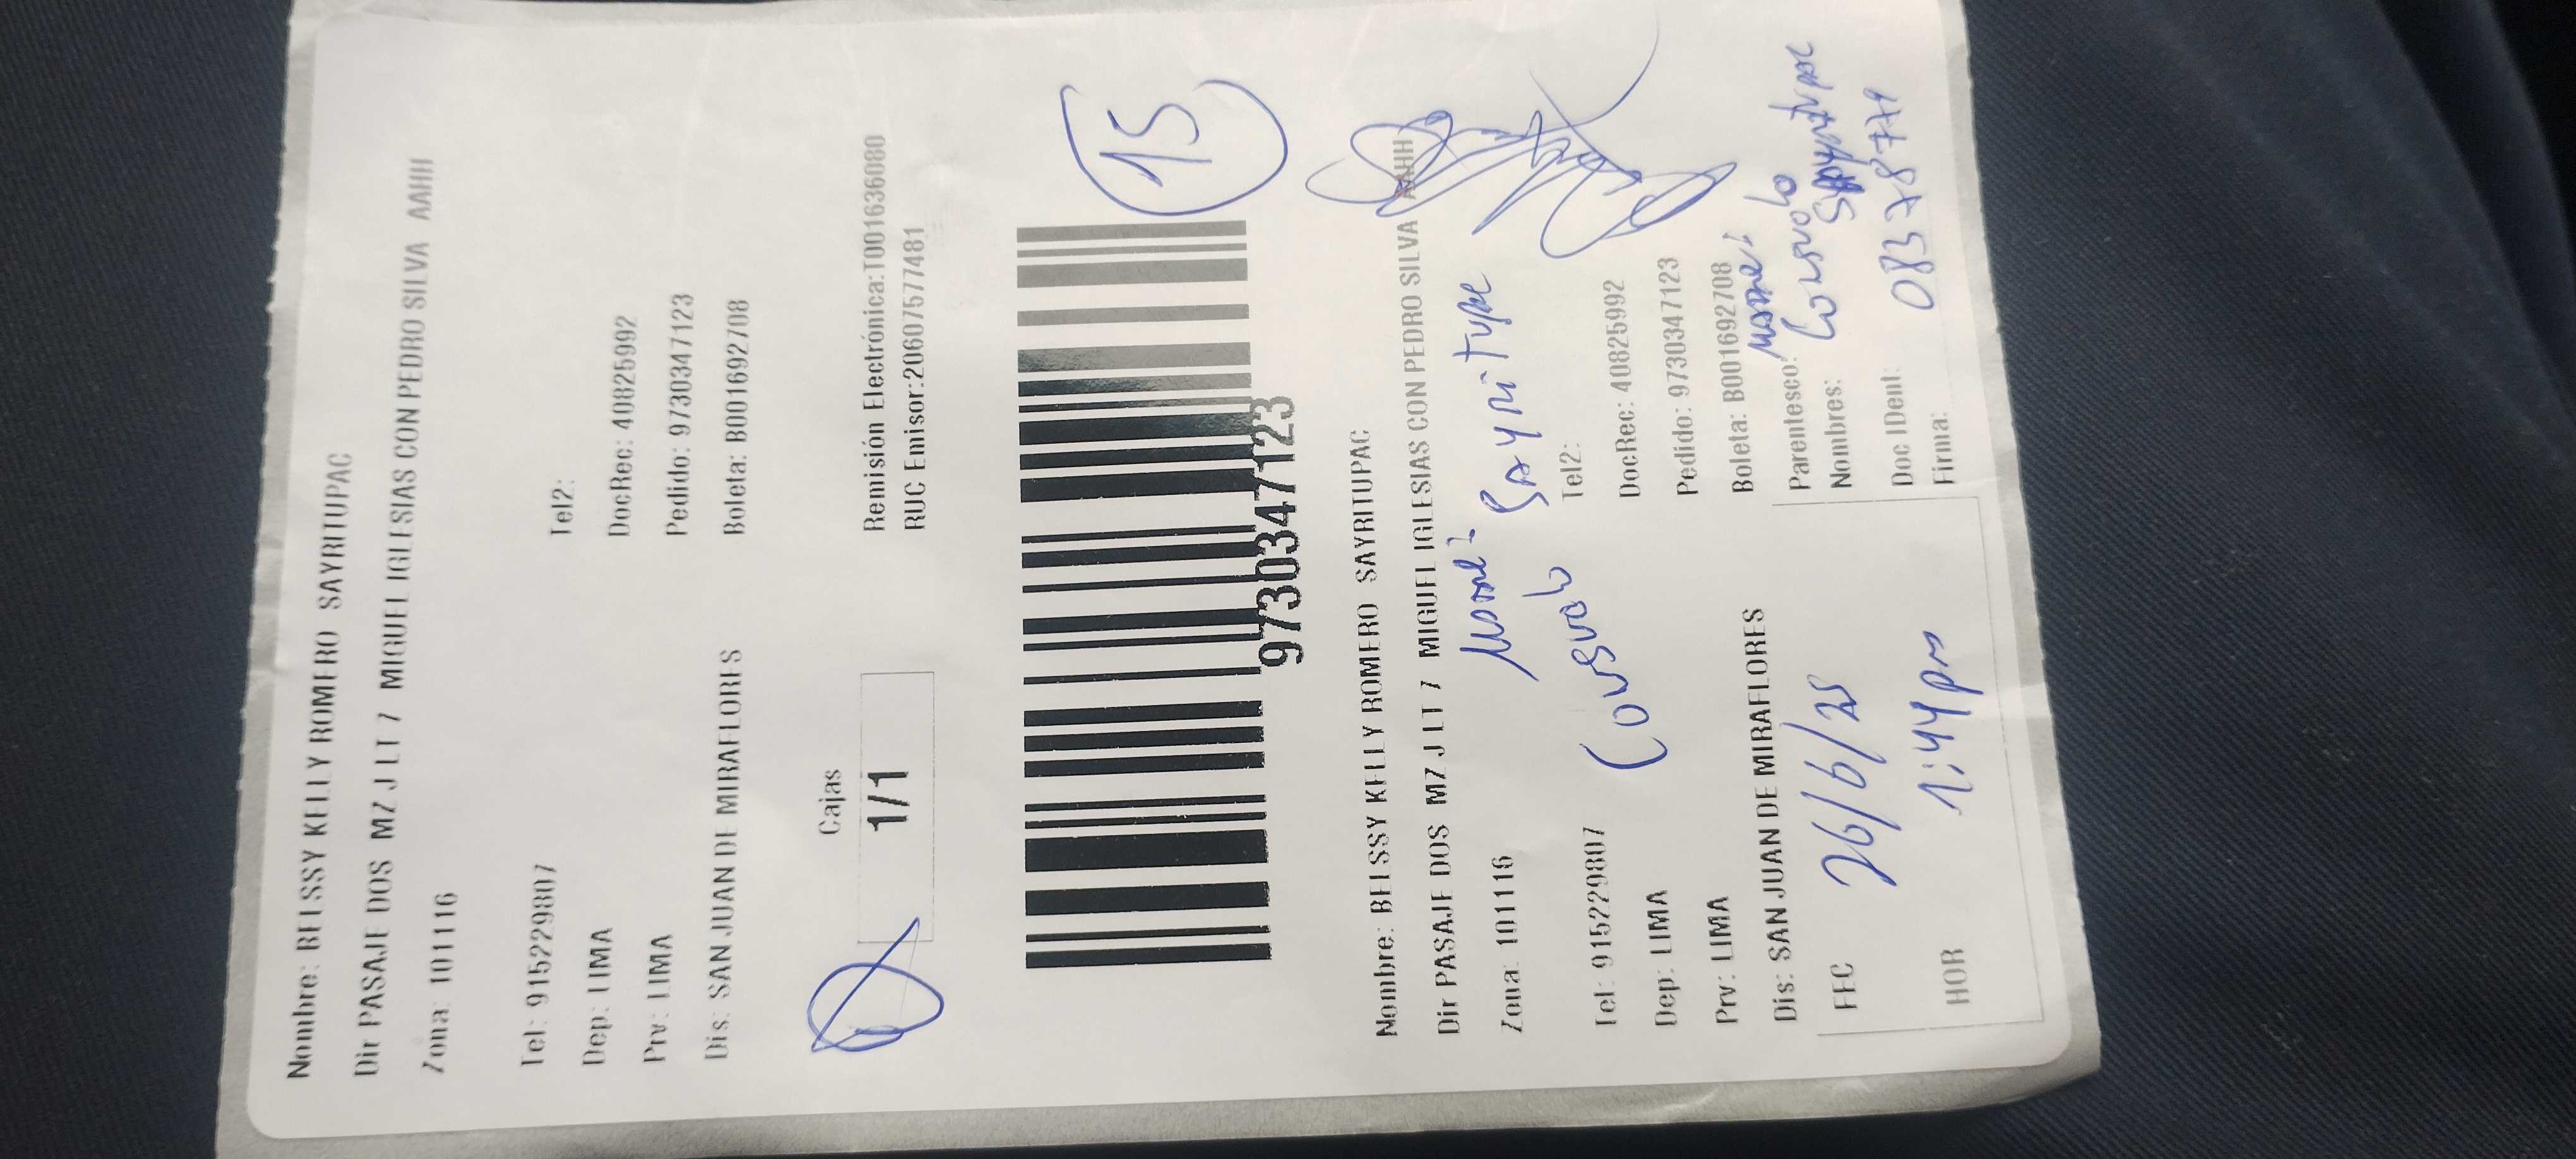 Nombre: BELSSY KELLY ROMERO SAYRITUPAC
Dir PASAJE DOS MZ J LT 7 MIGUEL IGLESIAS CON PEDRO SILVA AAHH
Zona: 101116
Tel: 915229807 Tel2:
Dep: LIMA DocRec: 40825992
Prv: LIMA Pedido: 9730347123
Dis: SAN JUAN DE MIRAFLORES Boleta: B001692708
Cajas
1/1
Remisión Electrónica:T001636080
RUC Emisor:20607577481
15
9730347123
Nombre: BELSSY KELLY ROMERO SAYRITUPAC
Dir PASAJE DOS MZ J LT 7 MIGUEL IGLESIAS CON PEDRO SILVA AAHH
Zona: 101116
Tel: 915229807 Tel2:
Dep: LIMA DocRec: 40825992
Prv: LIMA Pedido: 9730347123
Dis: SAN JUAN DE MIRAFLORES Boleta: B001692708
Parentesco:
FEC 26/6/25 Nombres:
Doc IDent:
HOR 1:44pm Firma: